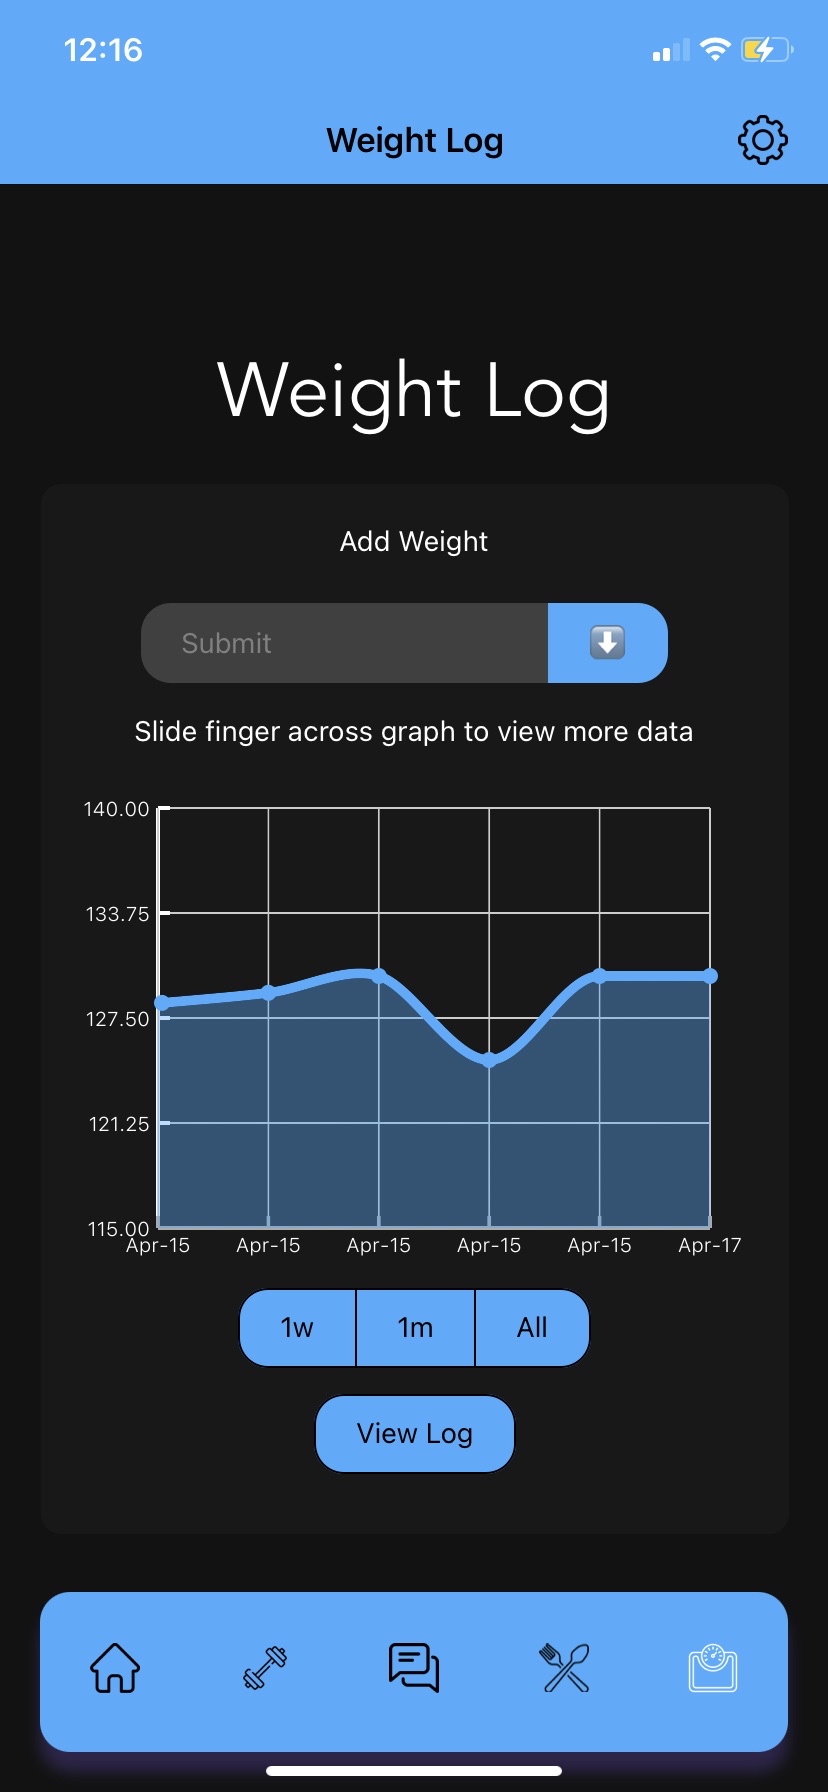 12:16
Weight Log
Weight Log
Add Weight
Submit
Slide finger across graph to view more data
140.00
133.75
127.50
121.25
115.00
Apr-15 Apr-15 Apr-15 Apr-15 Apr-15 Apr-17
1w 1m All
View Log